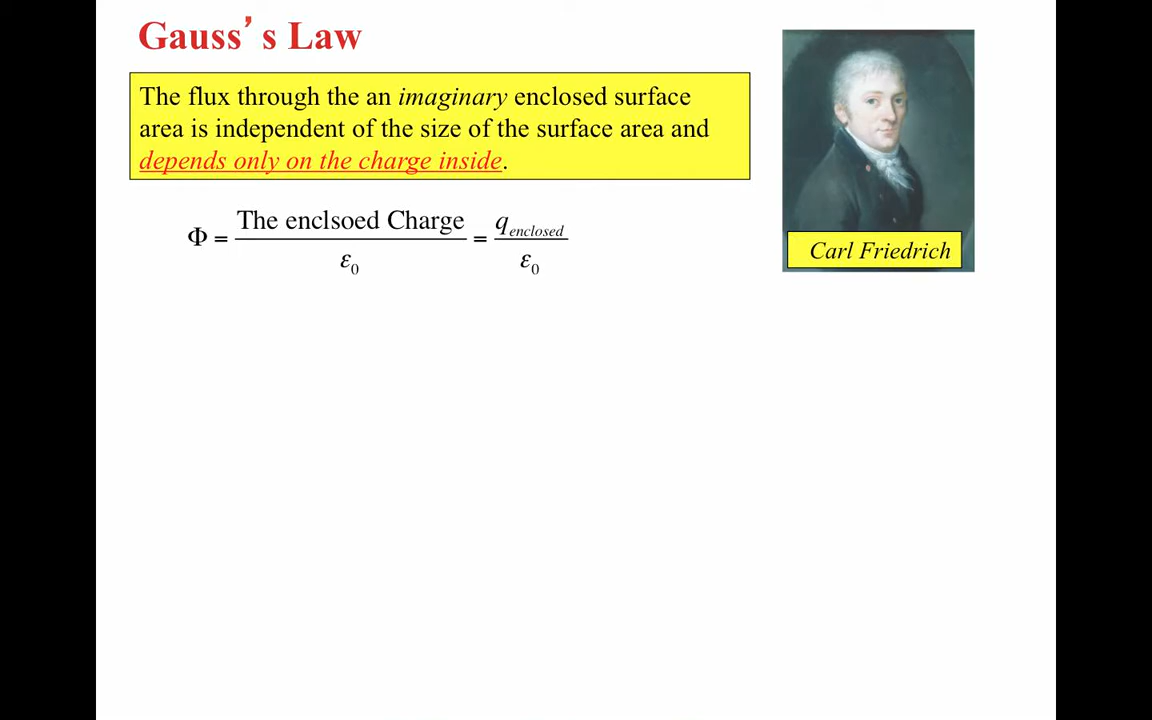 Gauss’s Law
The flux through the an imaginary enclosed surface
area is independent of the size of the surface area and
depends only on the charge inside.
Φ = The enclsoed Charge / ε₀ = q_enclosed / ε₀
Carl Friedrich